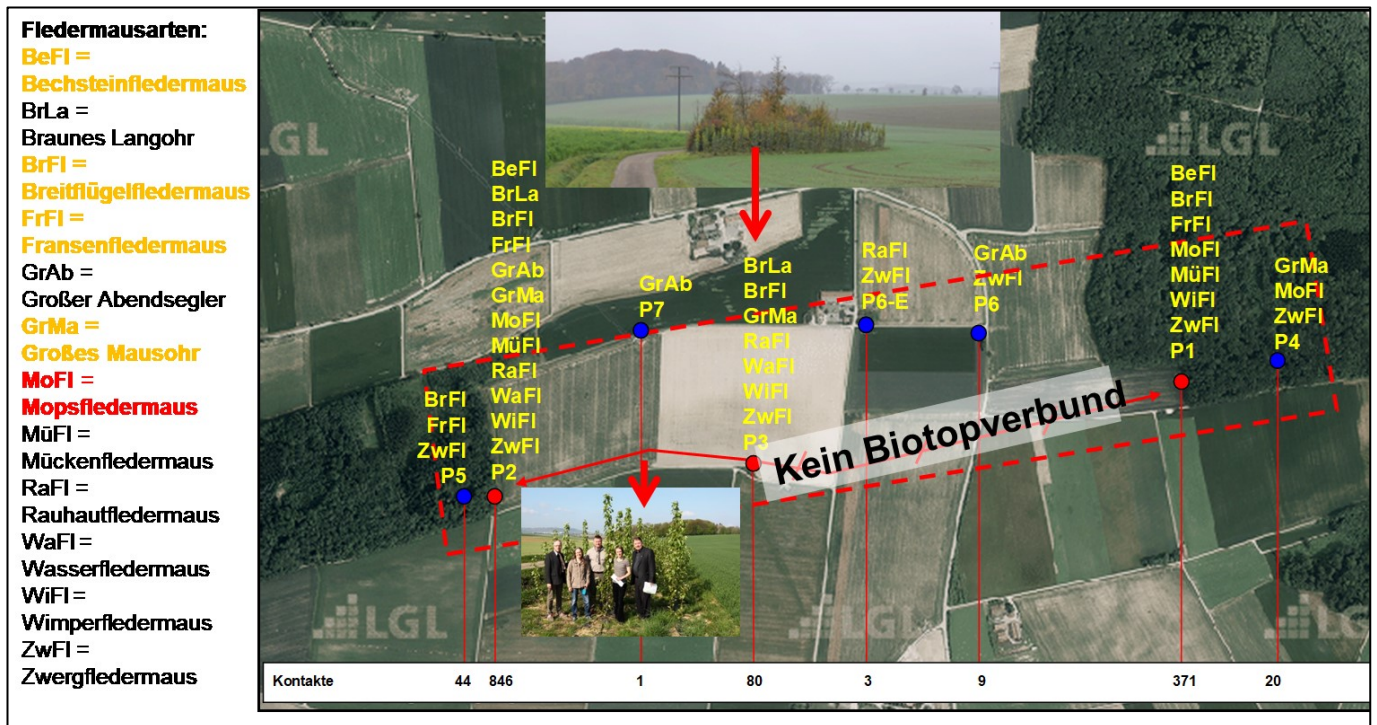 Fledermausarten:
BeFl =
Bechsteinfledermaus
BrLa =
Braunes Langohr
BrFl =
Breitflügelfledermaus
FrFl =
Fransenfledermaus
GrAb =
Großer Abendsegler
GrMa =
Großes Mausohr
MoFl =
Mopsfledermaus
MüFl =
Mückenfledermaus
RaFl =
Rauhautfledermaus
WaFl =
Wasserfledermaus
WiFl =
Wimperfledermaus
ZwFl =
Zwergfledermaus
LGL
LGL
BrFl
FrFl
ZwFl
P5
BeFl
BrLa
BrFl
FrFl
GrAb
GrMa
MoFl
MüFl
RaFl
WaFl
WiFl
ZwFl
P2
GrAb
P7
BrLa
BrFl
GrMa
RaFl
WaFl
WiFl
ZwFl
P3
RaFl
ZwFl
P6-E
GrAb
ZwFl
P6
BeFl
BrFl
FrFl
MoFl
MüFl
WiFl
ZwFl
P1
GrMa
MoFl
ZwFl
P4
Kein Biotopverbund
LGL
LGL
Kontakte 44 846 1 80 3 9 371 20